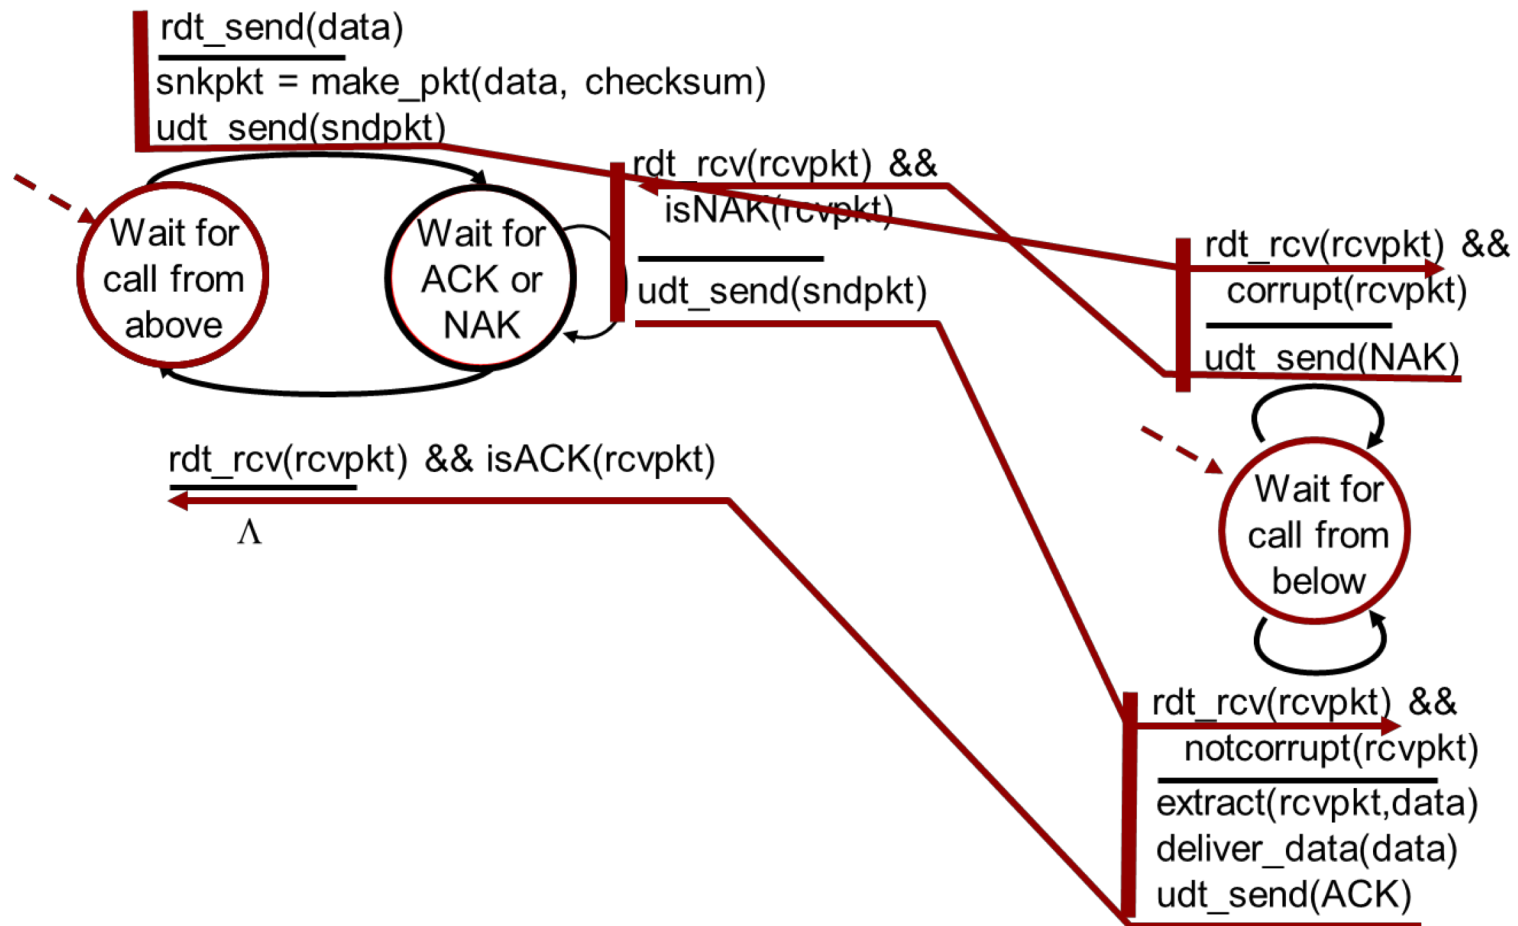 rdt_send(data)
snkpkt = make_pkt(data, checksum)
udt_send(sndpkt)
Wait for
call from
above
Wait for
ACK or
NAK
rdt_rcv(rcvpkt) &&
isNAK(rcvpkt)
udt_send(sndpkt)
rdt_rcv(rcvpkt) && isACK(rcvpkt)
Λ
rdt_rcv(rcvpkt) &&
corrupt(rcvpkt)
udt_send(NAK)
Wait for
call from
below
rdt_rcv(rcvpkt) &&
notcorrupt(rcvpkt)
extract(rcvpkt,data)
deliver_data(data)
udt_send(ACK)